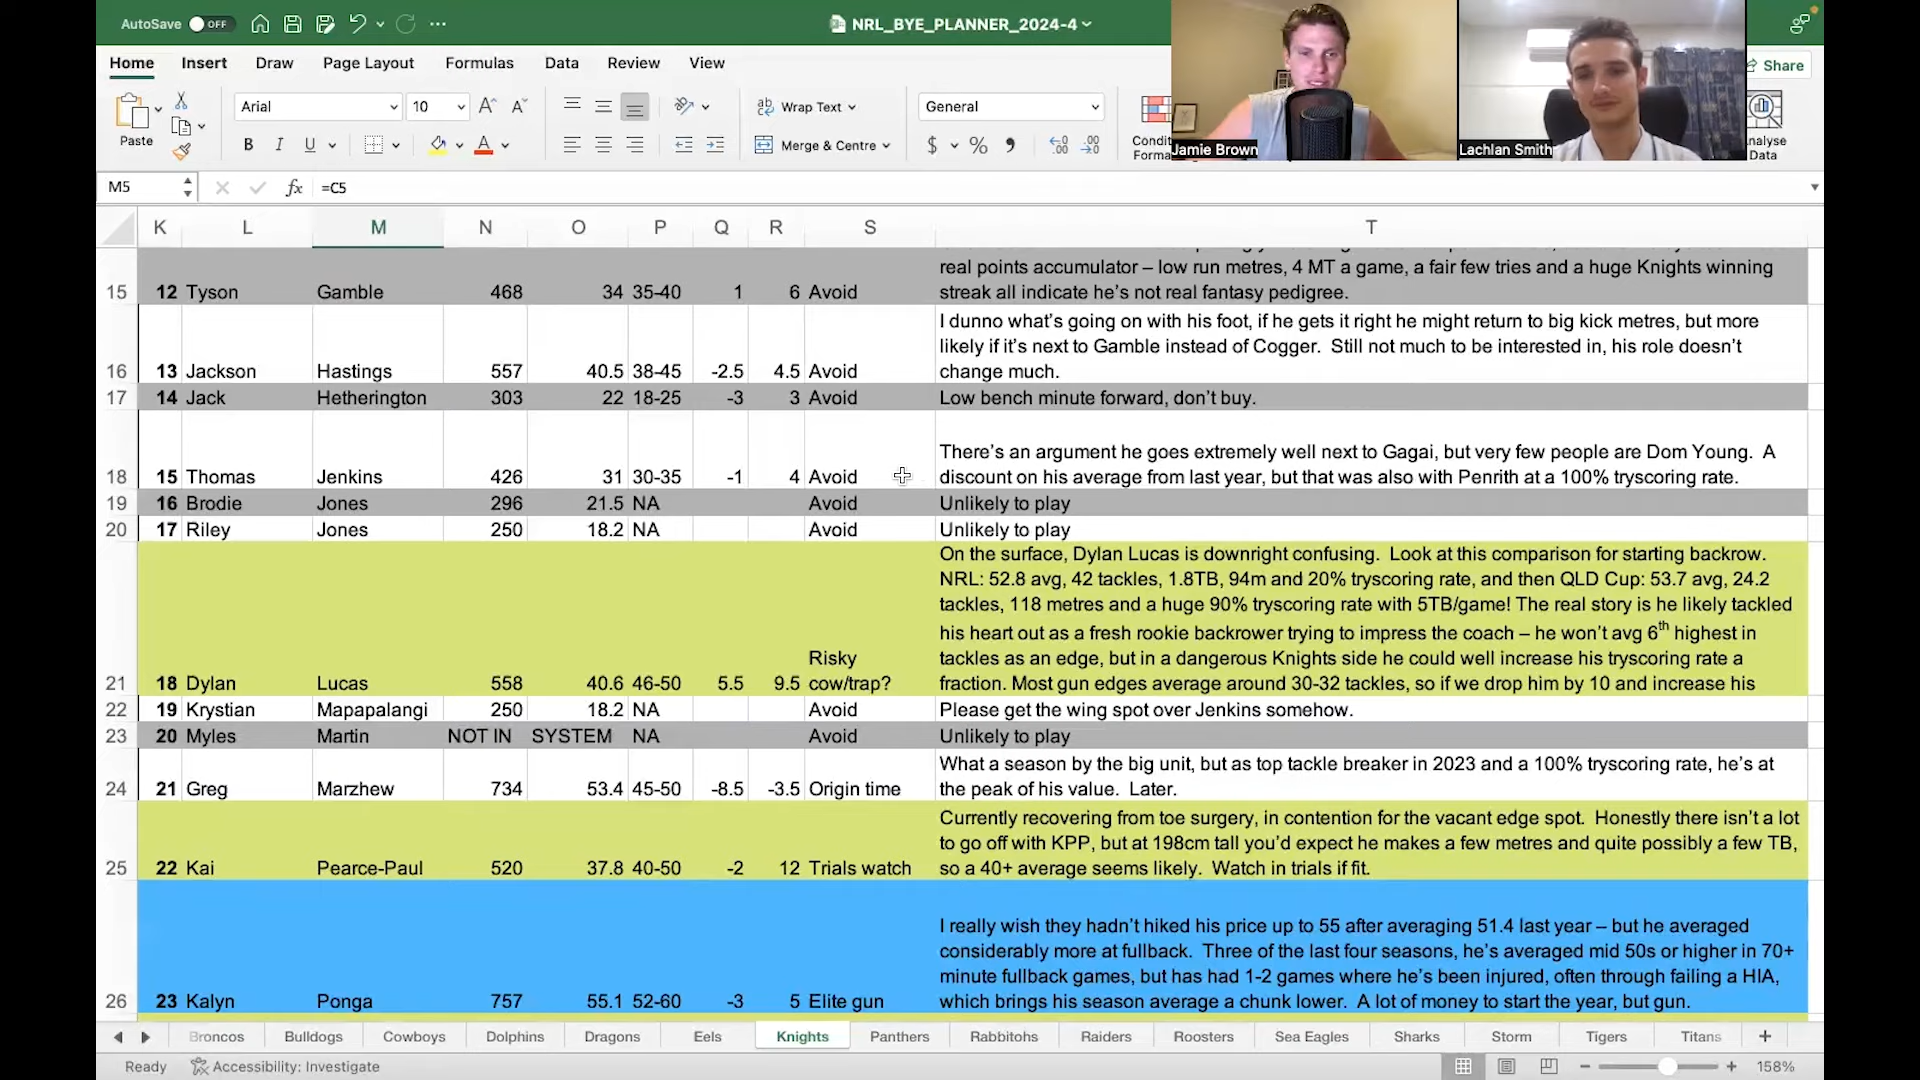 AutoSave OFF NRL_BYE_PLANNER_2024-4
Home Insert Draw Page Layout Formulas Data Review View Share
Paste Arial 10 A A Wrap Text General
B I U A Merge & Centre $ % Jamie Brown Lachlan Smith Data
M5 fx =C5
K L M N O P Q R S T
real points accumulator – low run metres, 4 MT a game, a fair few tries and a huge Knights winning
15 12 Tyson Gamble 468 34 35-40 1 6 Avoid streak all indicate he's not real fantasy pedigree.
I dunno what's going on with his foot, if he gets it right he might return to big kick metres, but more
likely if it's next to Gamble instead of Cogger. Still not much to be interested in, his role doesn't
16 13 Jackson Hastings 557 40.5 38-45 -2.5 4.5 Avoid change much.
17 14 Jack Hetherington 303 22 18-25 -3 3 Avoid Low bench minute forward, don't buy.
There's an argument he goes extremely well next to Gagai, but very few people are Dom Young. A
18 15 Thomas Jenkins 426 31 30-35 -1 4 Avoid discount on his average from last year, but that was also with Penrith at a 100% tryscoring rate.
19 16 Brodie Jones 296 21.5 NA Avoid Unlikely to play
20 17 Riley Jones 250 18.2 NA Avoid Unlikely to play
On the surface, Dylan Lucas is downright confusing. Look at this comparison for starting backrow.
NRL: 52.8 avg, 42 tackles, 1.8TB, 94m and 20% tryscoring rate, and then QLD Cup: 53.7 avg, 24.2
tackles, 118 metres and a huge 90% tryscoring rate with 5TB/game! The real story is he likely tackled
his heart out as a fresh rookie backrower trying to impress the coach – he won't avg 6th highest in
Risky tackles as an edge, but in a dangerous Knights side he could well increase his tryscoring rate a
21 18 Dylan Lucas 558 40.6 46-50 5.5 9.5 cow/trap? fraction. Most gun edges average around 30-32 tackles, so if we drop him by 10 and increase his
22 19 Krystian Mapapalangi 250 18.2 NA Avoid Please get the wing spot over Jenkins somehow.
23 20 Myles Martin NOT IN SYSTEM NA Avoid Unlikely to play
What a season by the big unit, but as top tackle breaker in 2023 and a 100% tryscoring rate, he's at
24 21 Greg Marzhew 734 53.4 45-50 -8.5 -3.5 Origin time the peak of his value. Later.
Currently recovering from toe surgery, in contention for the vacant edge spot. Honestly there isn't a lot
to go off with KPP, but at 198cm tall you'd expect he makes a few metres and quite possibly a few TB,
25 22 Kai Pearce-Paul 520 37.8 40-50 -2 12 Trials watch so a 40+ average seems likely. Watch in trials if fit.
I really wish they hadn't hiked his price up to 55 after averaging 51.4 last year – but he averaged
considerably more at fullback. Three of the last four seasons, he's averaged mid 50s or higher in 70+
minute fullback games, but has had 1-2 games where he's been injured, often through failing a HIA,
26 23 Kalyn Ponga 757 55.1 52-60 -3 5 Elite gun which brings his season average a chunk lower. A lot of money to start the year, but gun.
Broncos Bulldogs Cowboys Dolphins Dragons Eels Knights Panthers Rabbitohs Raiders Roosters Sea Eagles Sharks Storm Tigers Titans +
Ready Accessibility: Investigate 158%